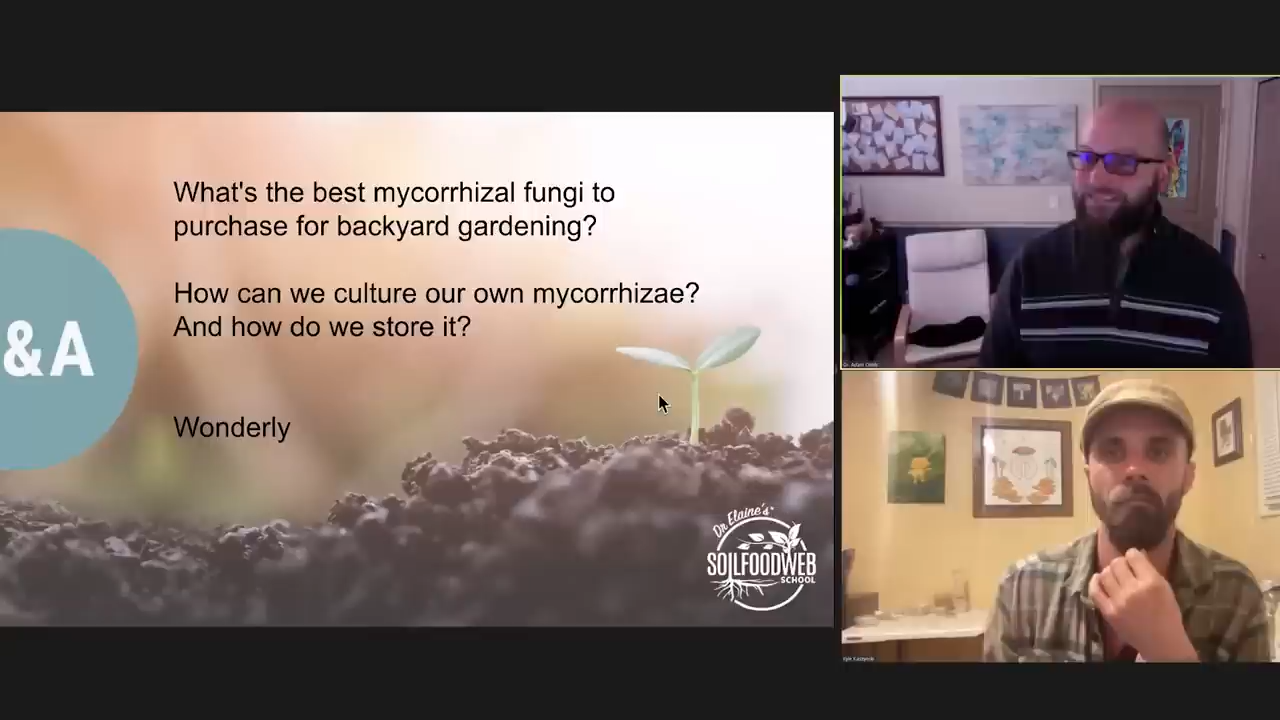 &A
What's the best mycorrhizal fungi to
purchase for backyard gardening?
How can we culture our own mycorrhizae?
And how do we store it?
Wonderly
Dr Elaine's
SOILFOODWEB
SCHOOL